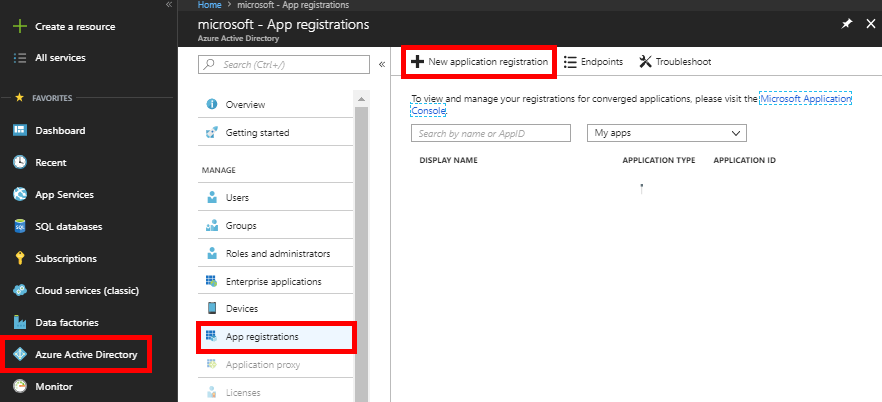 Create a resource
All services
FAVORITES
Dashboard
Recent
App Services
SQL databases
Subscriptions
Cloud services (classic)
Data factories
Azure Active Directory
Monitor
Home > microsoft - App registrations
microsoft - App registrations
Azure Active Directory
Search (Ctrl+/)
Overview
Getting started
MANAGE
Users
Groups
Roles and administrators
Enterprise applications
Devices
App registrations
Application proxy
Licenses
New application registration Endpoints Troubleshoot
To view and manage your registrations for converged applications, please visit the Microsoft Application
Console.
Search by name or AppID My apps
DISPLAY NAME APPLICATION TYPE APPLICATION ID